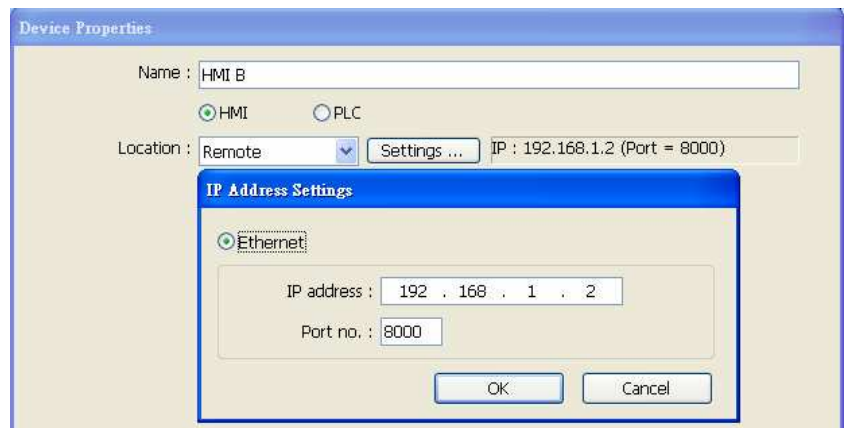 Device Properties
Name : HMI B
HMI PLC
Location : Remote Settings ... IP : 192.168.1.2 (Port = 8000)
IP Address Settings
Ethernet
IP address : 192 . 168 . 1 . 2
Port no. : 8000
OK Cancel